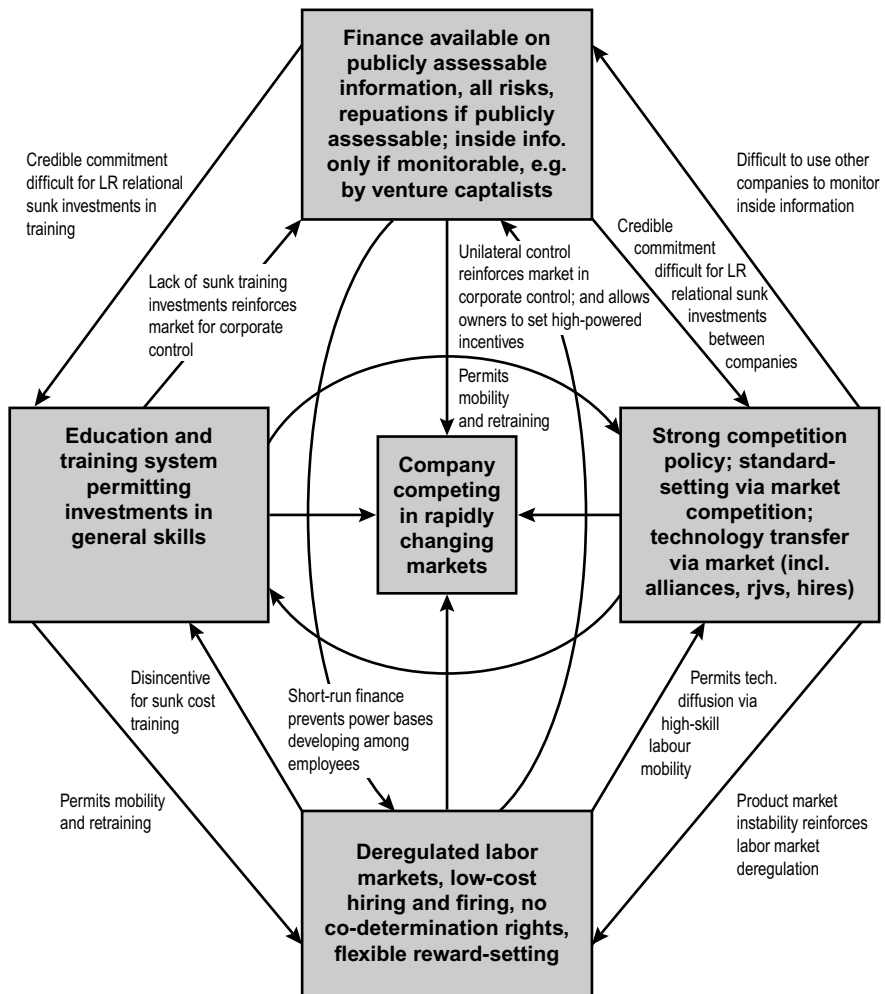 Finance available on
publicly assessable
information, all risks,
repuations if publicly
assessable; inside info.
only if monitorable, e.g.
by venture captalists
Credible commitment
difficult for LR relational
sunk investments in
training
Difficult to use other
companies to monitor
inside information
Lack of sunk training
investments reinforces
market for corporate
control
Unilateral control
reinforces market in
corporate control; and allows
owners to set high-powered
incentives
Credible
commitment
difficult for LR
relational sunk
investments
between
companies
Permits
mobility
and retraining
Education and
training system
permitting
investments in
general skills
Company
competing
in rapidly
changing
markets
Strong competition
policy; standard-
setting via market
competition;
technology transfer
via market (incl.
alliances, rjvs, hires)
Disincentive
for sunk cost
training
Short-run finance
prevents power bases
developing among
employees
Permits tech.
diffusion via
high-skill
labour
mobility
Permits mobility
and retraining
Product market
instability reinforces
labor market
deregulation
Deregulated labor
markets, low-cost
hiring and firing, no
co-determination rights,
flexible reward-setting